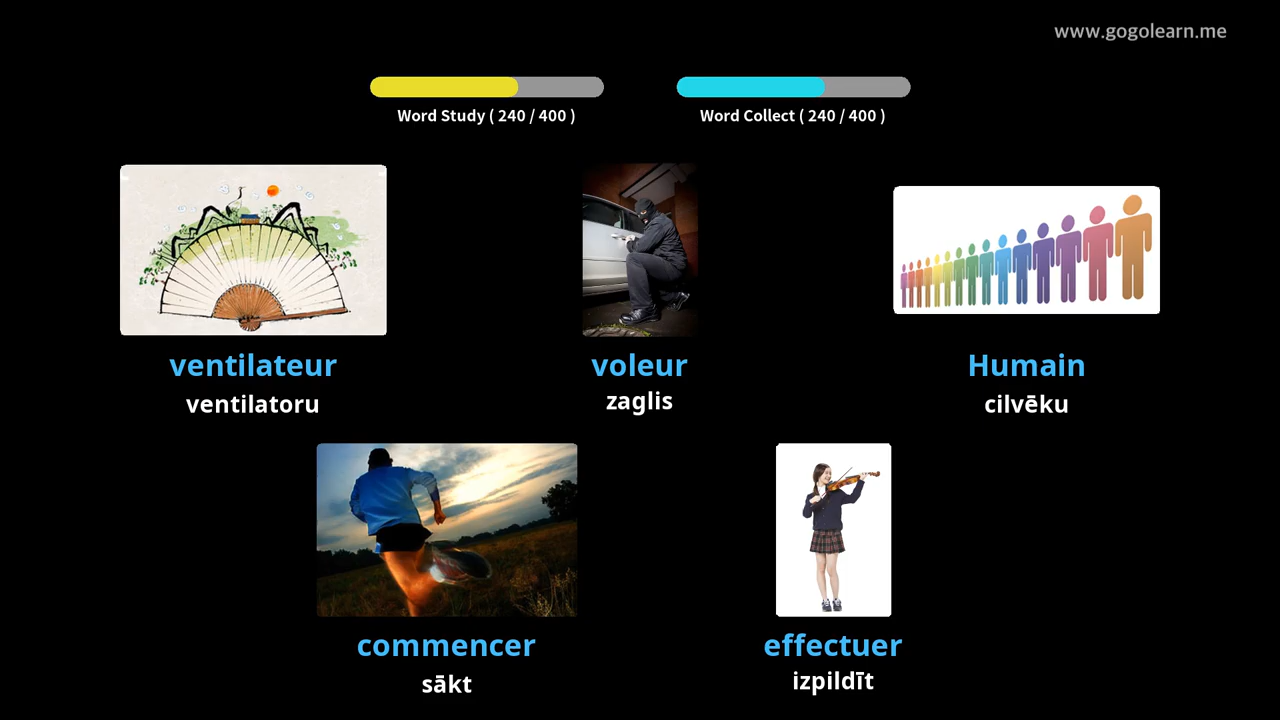 www.gogolearn.me
Word Study ( 240 / 400 )
Word Collect ( 240 / 400 )
ventilateur
ventilatoru
voleur
zaglis
Humain
cilvēku
commencer
sākt
effectuer
izpildīt